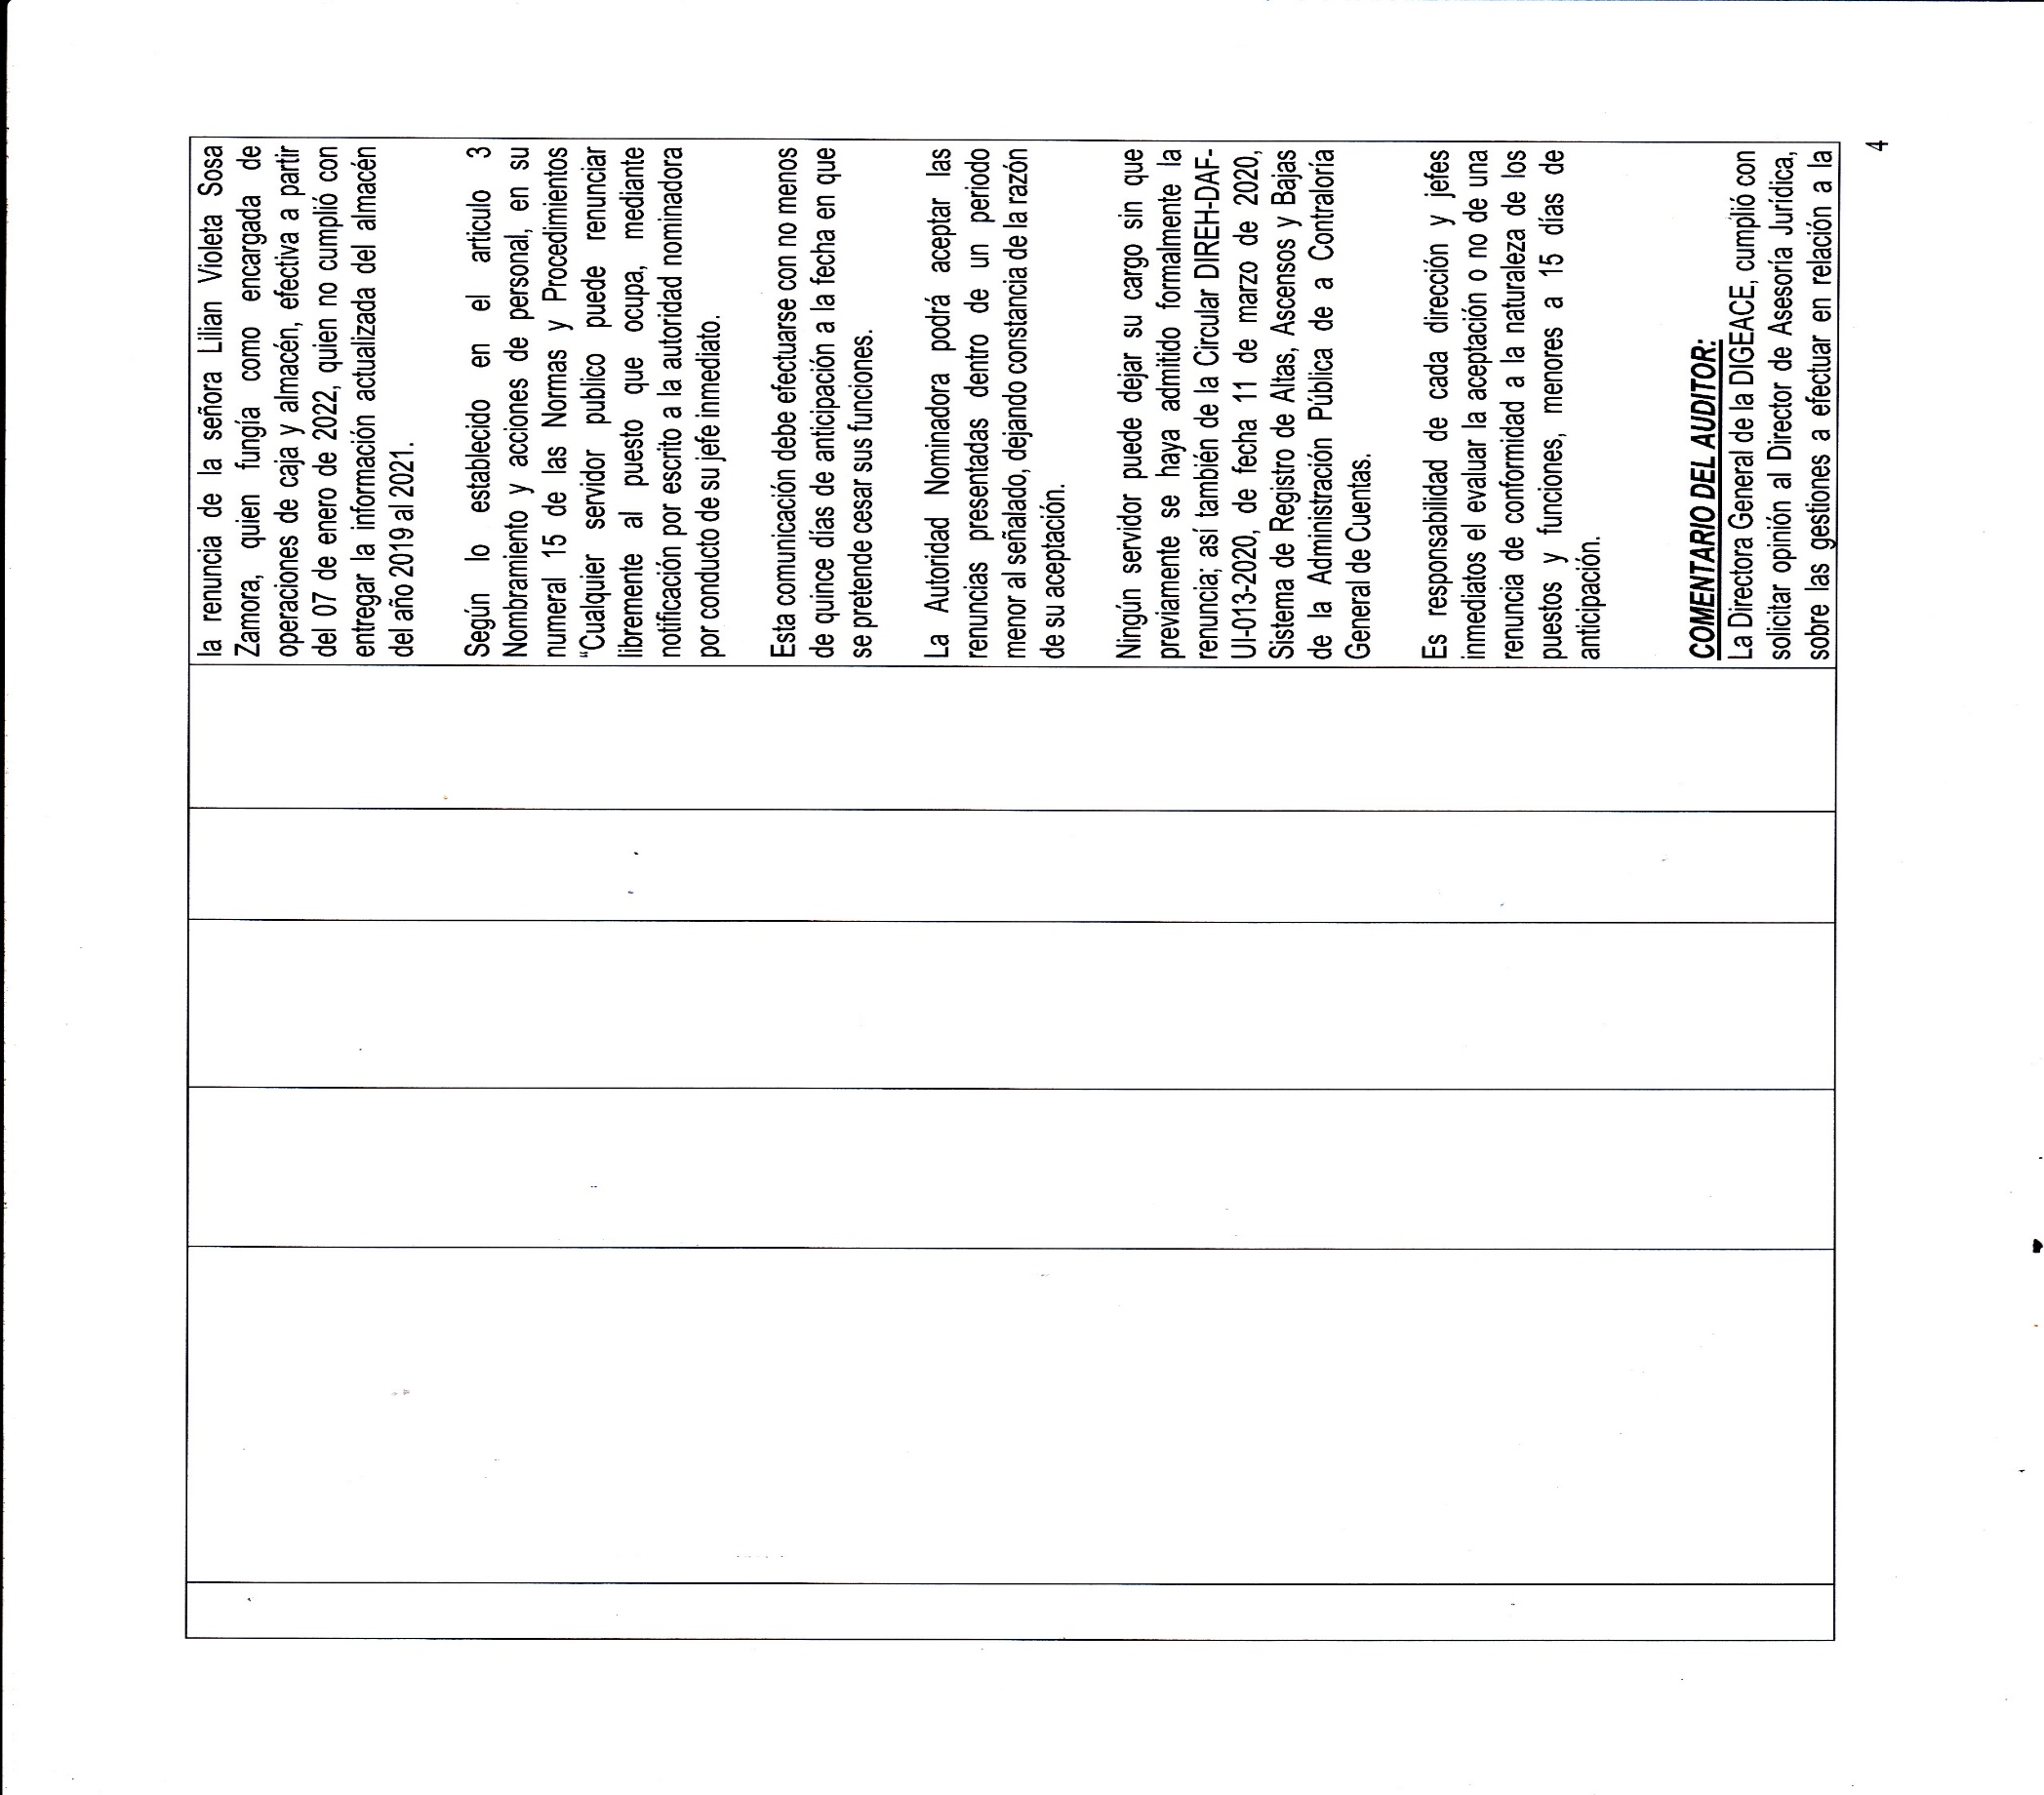 la renuncia de la señora Lilian Violeta Sosa
Zamora, quien fungía como encargada de
operaciones de caja y almacén, efectiva a partir
del 07 de enero de 2022, quien no cumplió con
entregar la información actualizada del almacén
del año 2019 al 2021.
Según lo establecido en el articulo 3
Nombramiento y acciones de personal, en su
numeral 15 de las Normas y Procedimientos
“Cualquier servidor publico puede renunciar
libremente al puesto que ocupa, mediante
notificación por escrito a la autoridad nominadora
por conducto de su jefe inmediato.
Esta comunicación debe efectuarse con no menos
de quince días de anticipación a la fecha en que
se pretende cesar sus funciones.
La Autoridad Nominadora podrá aceptar las
renuncias presentadas dentro de un periodo
menor al señalado, dejando constancia de la razón
de su aceptación.
Ningún servidor puede dejar su cargo sin que
previamente se haya admitido formalmente la
renuncia; así también de la Circular DIREH-DAF-
UI-013-2020, de fecha 11 de marzo de 2020,
Sistema de Registro de Altas, Ascensos y Bajas
de la Administración Pública de a Contraloría
General de Cuentas.
Es responsabilidad de cada dirección y jefes
inmediatos el evaluar la aceptación o no de una
renuncia de conformidad a la naturaleza de los
puestos y funciones, menores a 15 días de
anticipación.
COMENTARIO DEL AUDITOR:
La Directora General de la DIGEACE, cumplió con
solicitar opinión al Director de Asesoría Jurídica,
sobre las gestiones a efectuar en relación a la
4